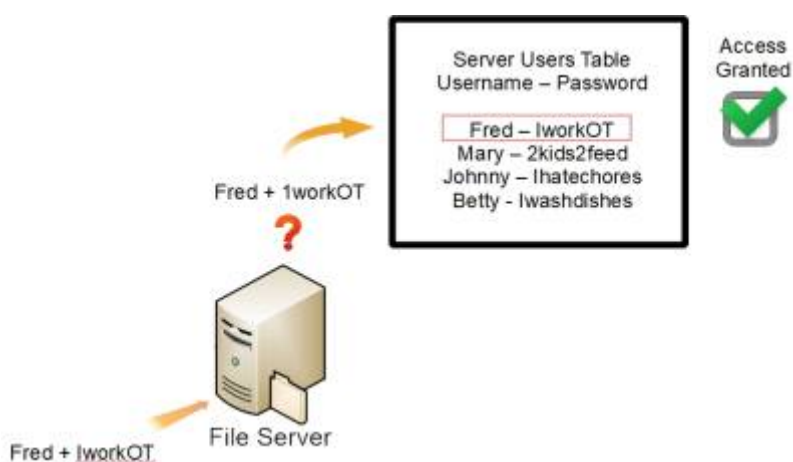 Server Users Table
Username – Password
Fred – IworkOT
Mary – 2kids2feed
Johnny – Ihatechores
Betty - Iwashdishes
Access
Granted
Fred + 1workOT
?
File Server
Fred + IworkOT